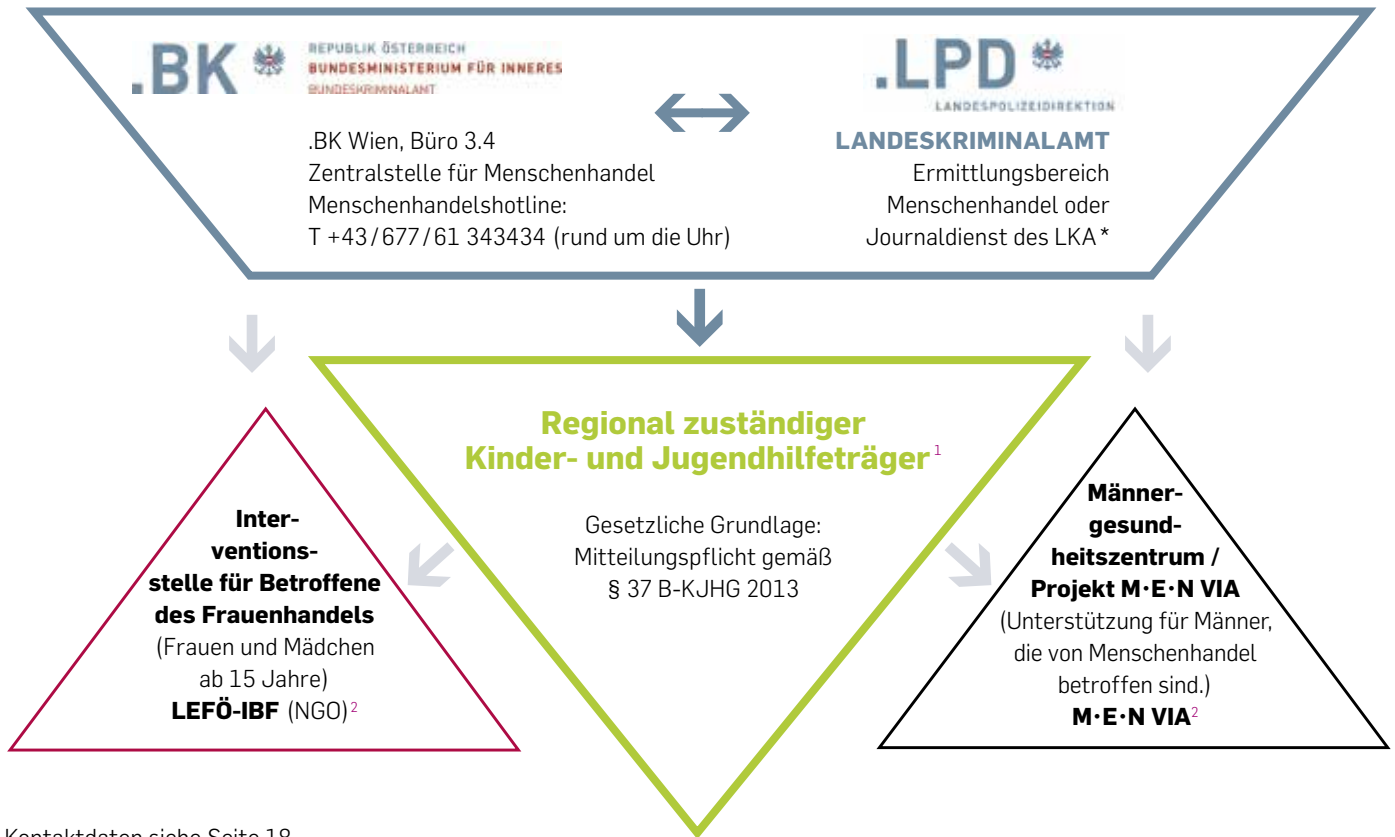 .BK
REPUBLIK ÖSTERREICH
BUNDESMINISTERIUM FÜR INNERES
BUNDESKRIMINALAMT
.BK Wien, Büro 3.4
Zentralstelle für Menschenhandel
Menschenhandelshotline:
T +43/677/61 343434 (rund um die Uhr)
.LPD
LANDESPOLIZEIDIREKTION
LANDESKRIMINALAMT
Ermittlungsbereich
Menschenhandel oder
Journaldienst des LKA*
Regional zuständiger
Kinder- und Jugendhilfeträger¹
Gesetzliche Grundlage:
Mitteilungspflicht gemäß
§ 37 B-KJHG 2013
Inter-
ventions-
stelle für Betroffene
des Frauenhandels
(Frauen und Mädchen
ab 15 Jahre)
LEFÖ-IBF (NGO)²
Männer-
gesund-
heitszentrum /
Projekt M·E·N VIA
(Unterstützung für Männer,
die von Menschenhandel
betroffen sind.)
M·E·N VIA²
Kontaktdaten siehe Seite 18